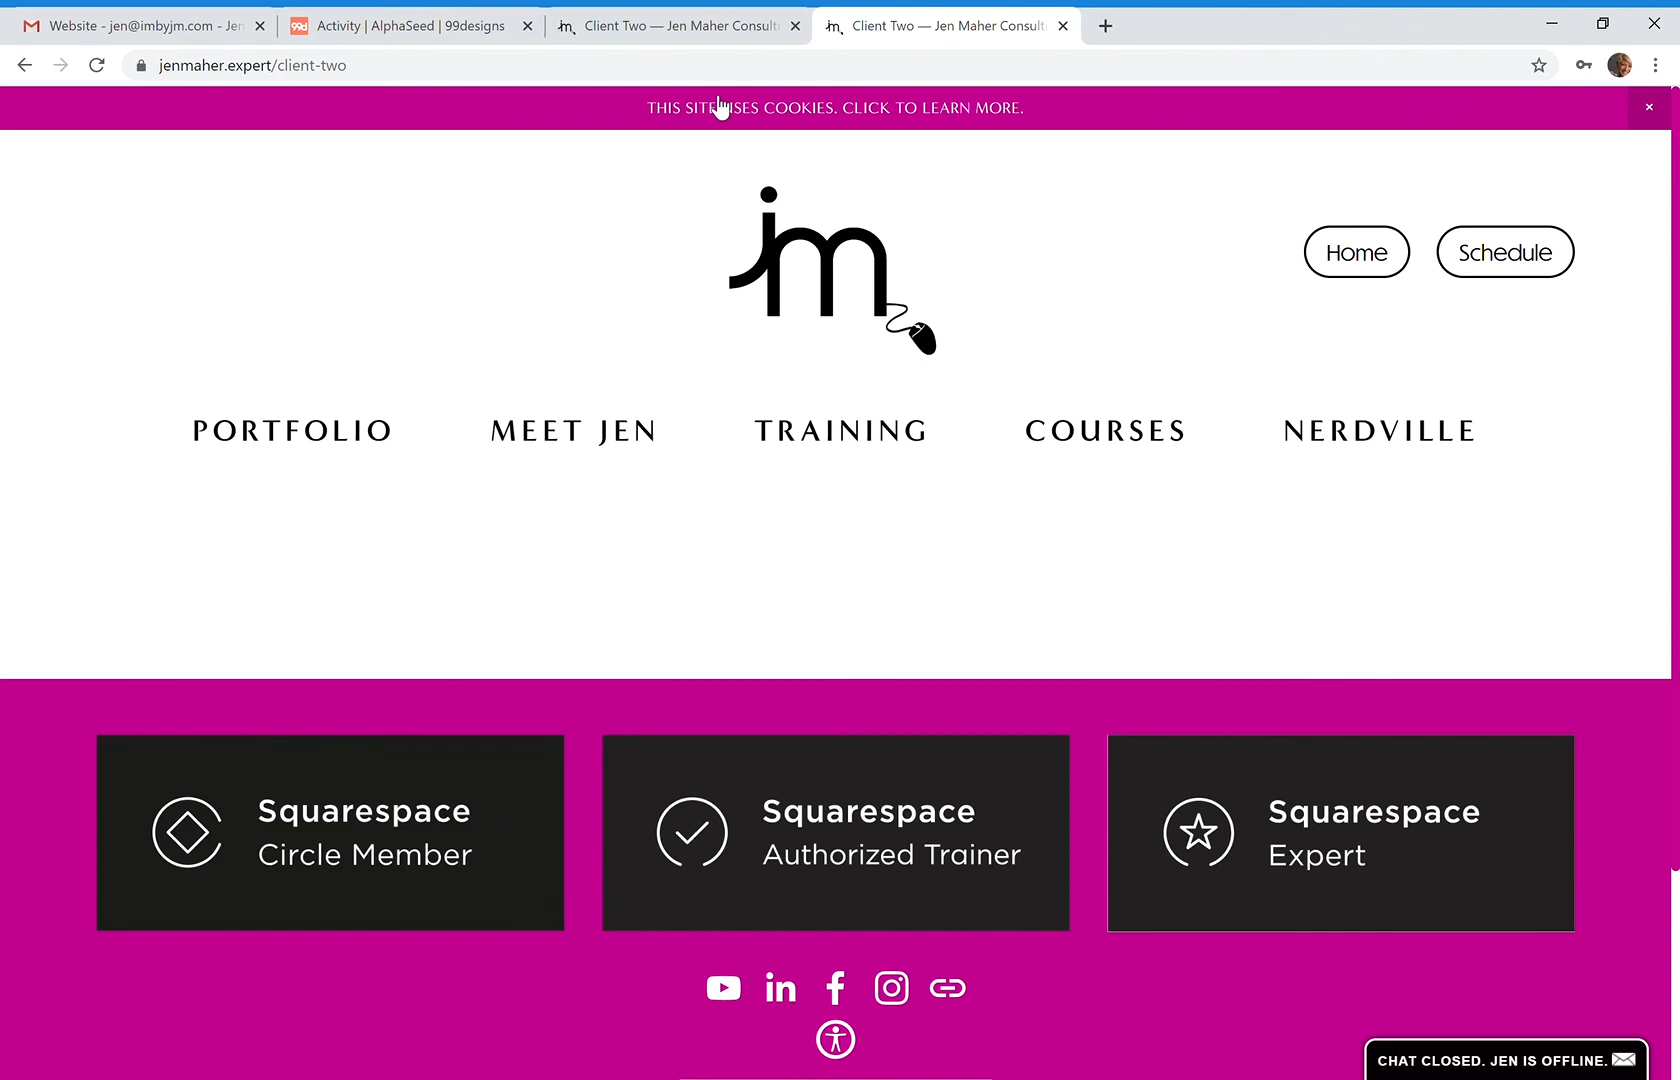 Website - jen@imbyjm.com - Jen
Activity | AlphaSeed | 99designs
Client Two — Jen Maher Consult
Client Two — Jen Maher Consult
jenmaher.expert/client-two
THIS SITE USES COOKIES. CLICK TO LEARN MORE.
jm
Home
Schedule
PORTFOLIO
MEET JEN
TRAINING
COURSES
NERDVILLE
Squarespace
Circle Member
Squarespace
Authorized Trainer
Squarespace
Expert
CHAT CLOSED. JEN IS OFFLINE.